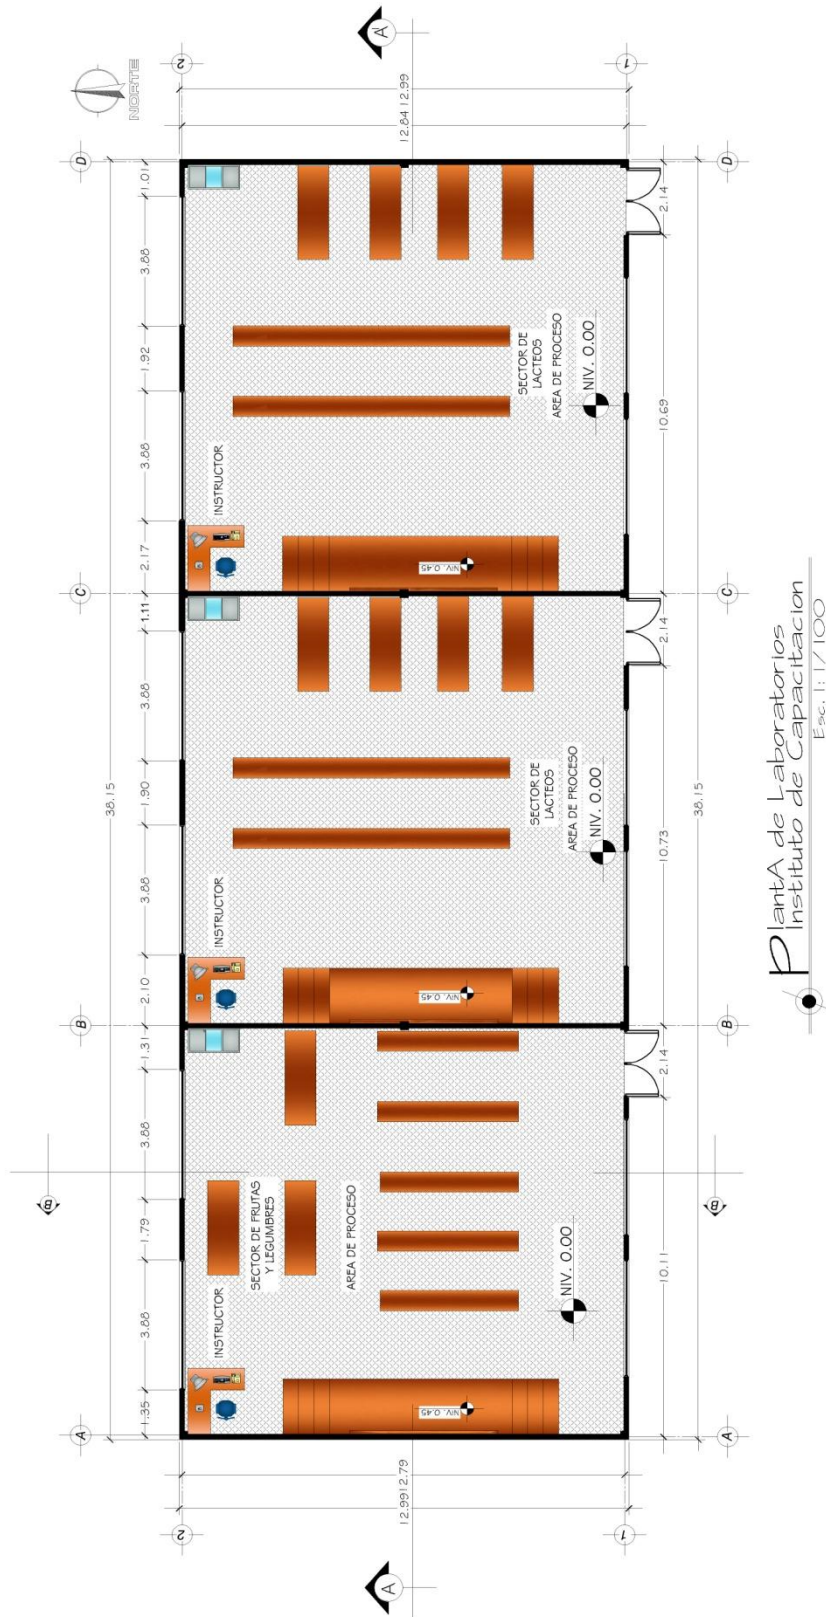 NORTE
A
2
1
12.84
12.99
D
D
1.01
3.88
1.92
3.88
2.17
2.14
10.69
SECTOR DE
LACTEOS
AREA DE PROCESO
NIV. 0.00
INSTRUCTOR
NIV. 0.45
C
C
1.11
3.88
1.90
3.88
2.10
38.15
2.14
10.73
38.15
SECTOR DE
LACTEOS
AREA DE PROCESO
NIV. 0.00
INSTRUCTOR
NIV. 0.45
B
B
1.31
3.88
1.79
3.88
1.35
2.14
10.11
B
B
SECTOR DE FRUTAS
Y LEGUMBRES
AREA DE PROCESO
NIV. 0.00
INSTRUCTOR
NIV. 0.45
A
A
12.99
12.79
2
1
A
PlantA de Laboratorios
Instituto de Capacitacion
Esc. 1: 1/100